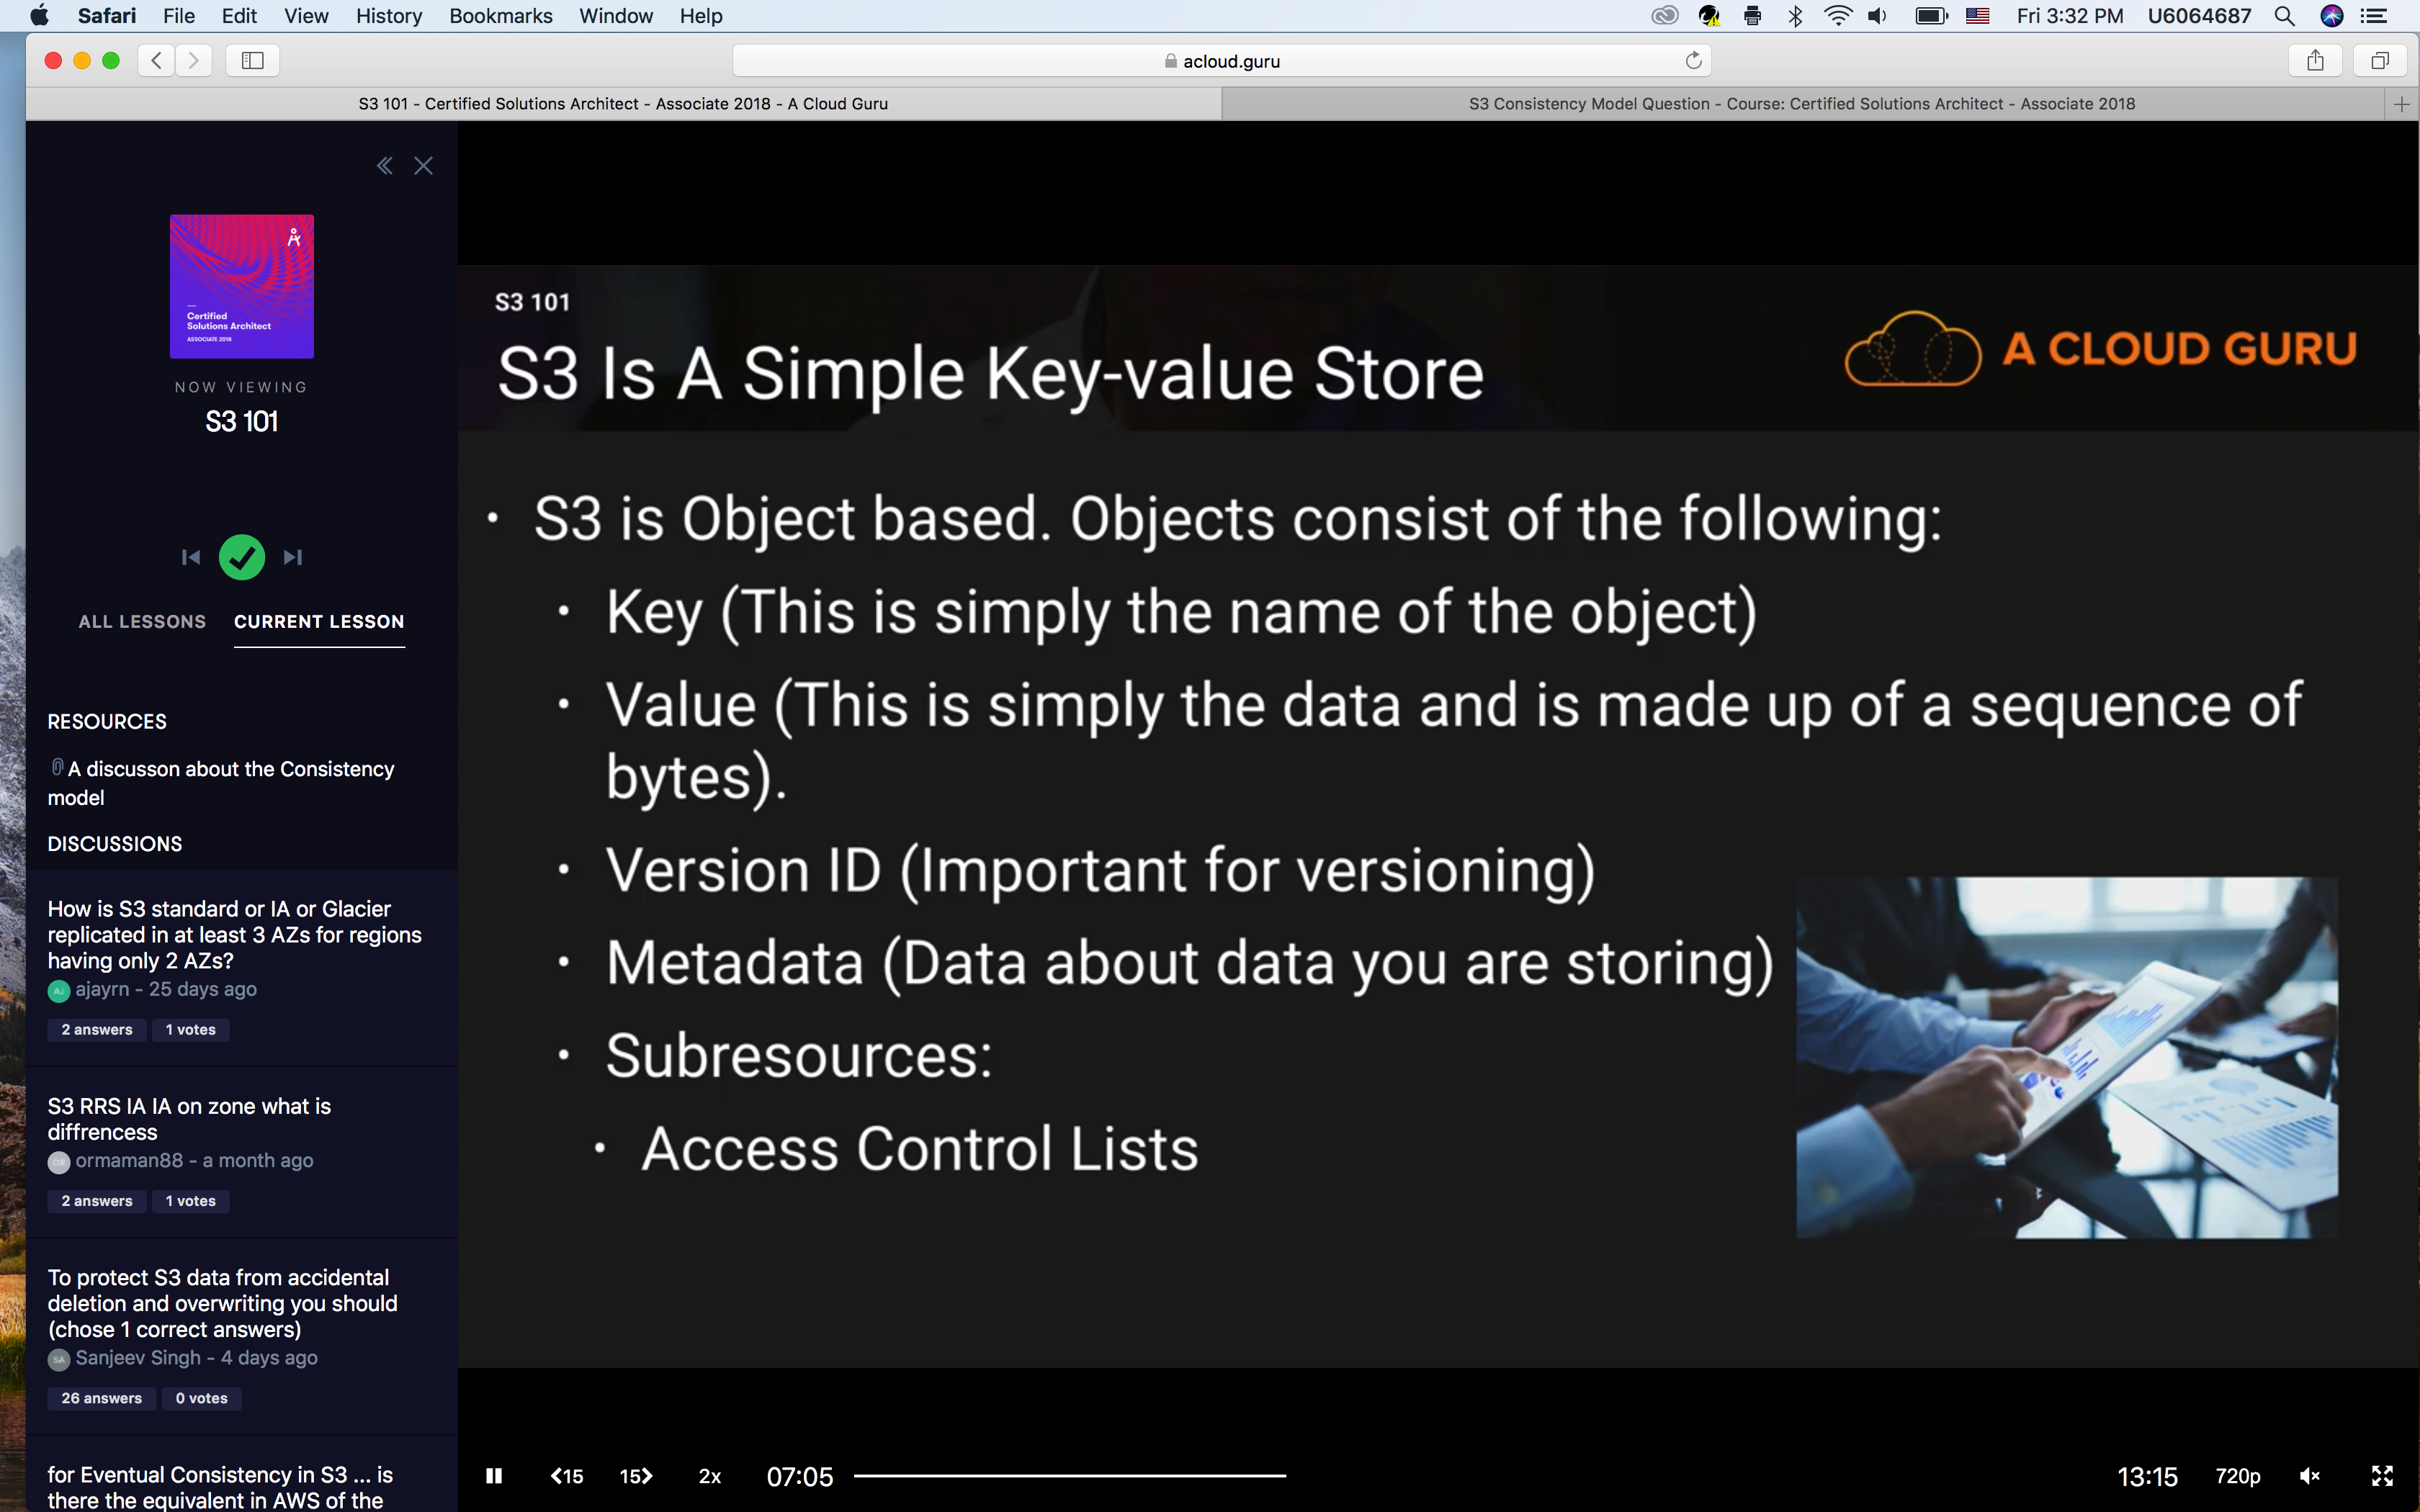 Safari File Edit View History Bookmarks Window Help Fri 3:32 PM U6064687
acloud.guru
S3 101 - Certified Solutions Architect - Associate 2018 - A Cloud Guru
S3 Consistency Model Question - Course: Certified Solutions Architect - Associate 2018
Certified
Solutions Architect
ASSOCIATE 2018
NOW VIEWING
S3 101
ALL LESSONS CURRENT LESSON
RESOURCES
A discusson about the Consistency
model
DISCUSSIONS
How is S3 standard or IA or Glacier
replicated in at least 3 AZs for regions
having only 2 AZs?
AJ ajayrn - 25 days ago
2 answers 1 votes
S3 RRS IA IA on zone what is
diffrencess
OR ormaman88 - a month ago
2 answers 1 votes
To protect S3 data from accidental
deletion and overwriting you should
(chose 1 correct answers)
SA Sanjeev Singh - 4 days ago
26 answers 0 votes
for Eventual Consistency in S3 ... is
there the equivalent in AWS of the
S3 101
S3 Is A Simple Key-value Store
A CLOUD GURU
• S3 is Object based. Objects consist of the following:
• Key (This is simply the name of the object)
• Value (This is simply the data and is made up of a sequence of
bytes).
• Version ID (Important for versioning)
• Metadata (Data about data you are storing)
• Subresources:
• Access Control Lists
15 15 2x 07:05 13:15 720p